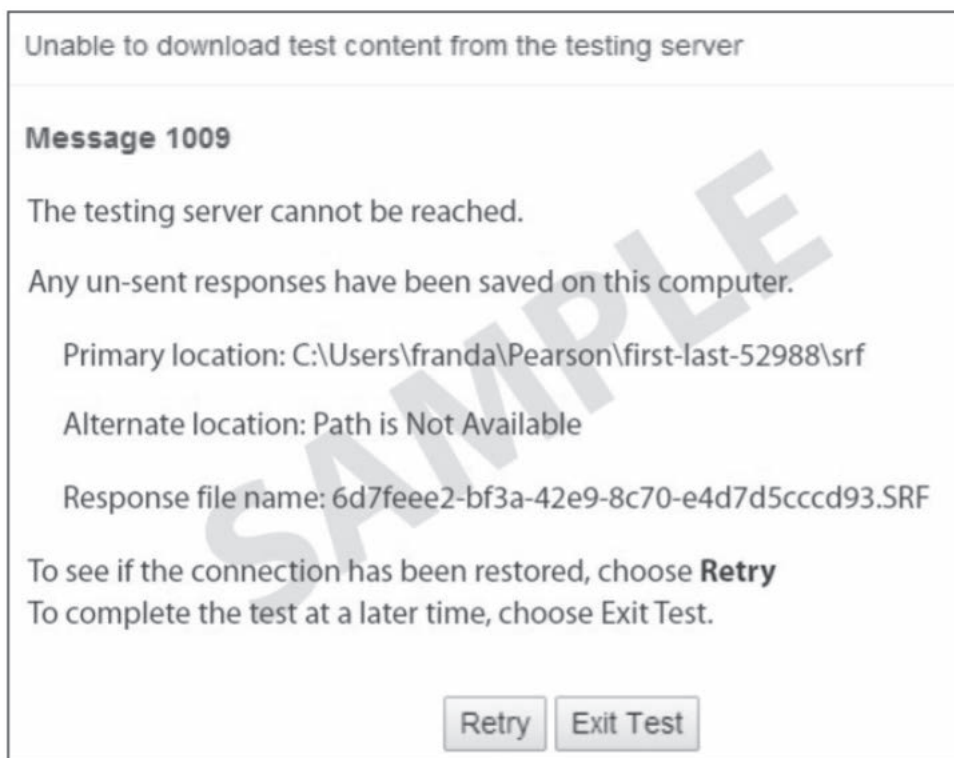 Unable to download test content from the testing server
Message 1009
The testing server cannot be reached.
Any un-sent responses have been saved on this computer.
Primary location: C:\Users\franda\Pearson\first-last-52988\srf
Alternate location: Path is Not Available
Response file name: 6d7feee2-bf3a-42e9-8c70-e4d7d5cccd93.SRF
To see if the connection has been restored, choose Retry
To complete the test at a later time, choose Exit Test.
Retry Exit Test
SAMPLE